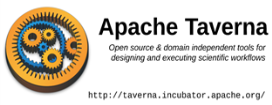 Apache Taverna
Open source & domain independent tools for
designing and executing scientific workflows
http://taverna.incubator.apache.org/